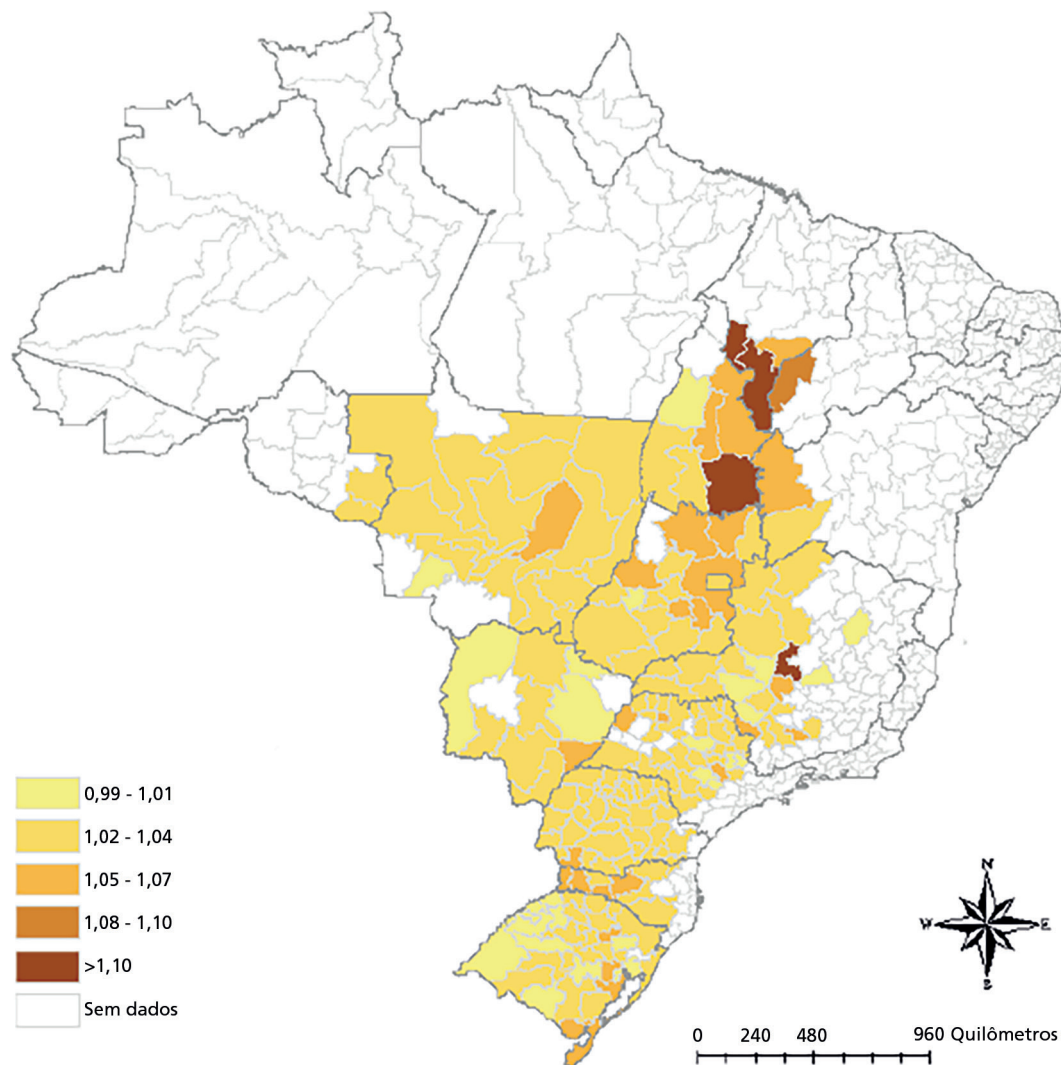 0,99 - 1,01
1,02 - 1,04
1,05 - 1,07
1,08 - 1,10
>1,10
Sem dados
N
W E
S
0 240 480 960 Quilômetros